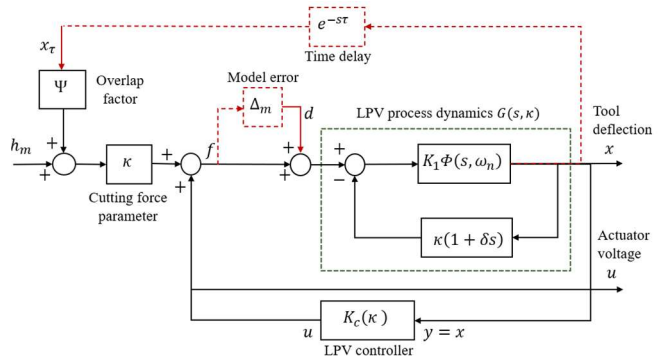 e^{-sτ}
x_τ
Time delay
Model error
Ψ
Overlap
factor
Δ_m
d
LPV process dynamics G(s, κ)
Tool
deflection
x
h_m
+
+
κ
+
+
f
+
+
+
−
K_1Φ(s, ω_n)
Cutting force
parameter
κ(1 + δs)
Actuator
voltage
u
u
K_c(κ)
y = x
LPV controller